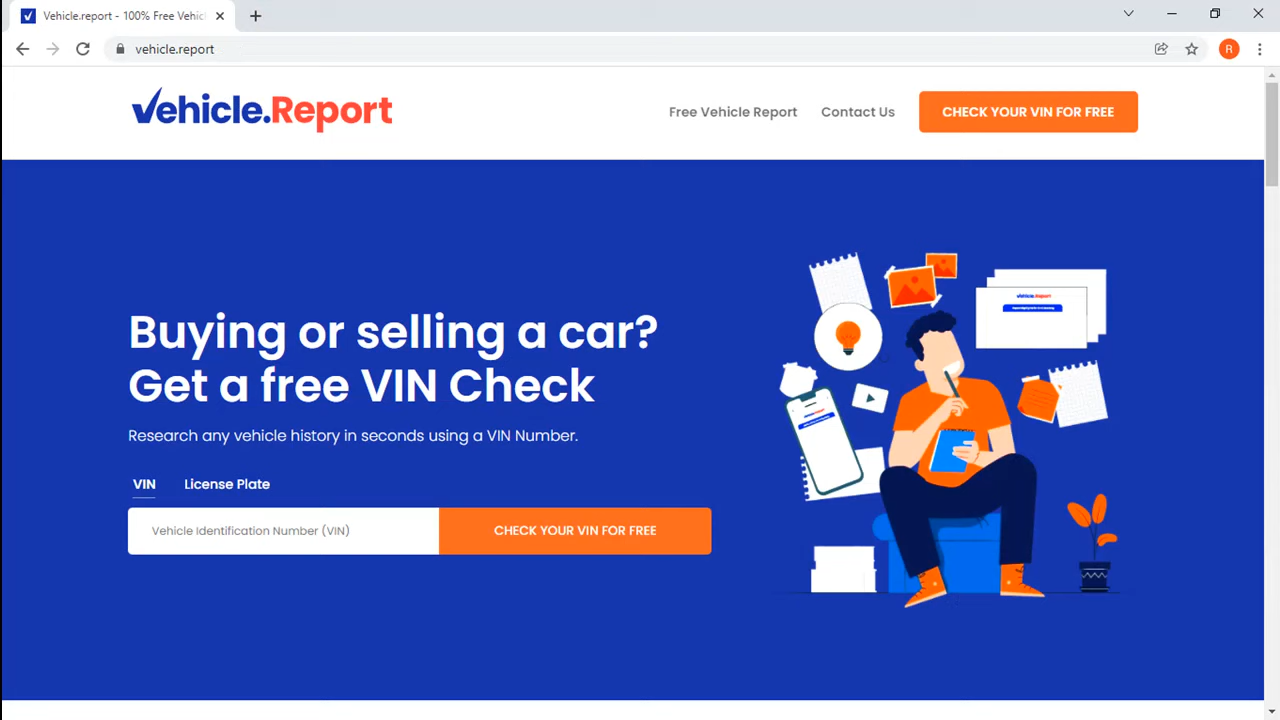 Vehicle.report - 100% Free Vehic
vehicle.report
R
Vehicle.Report
Free Vehicle Report
Contact Us
CHECK YOUR VIN FOR FREE
Buying or selling a car?
Get a free VIN Check
Research any vehicle history in seconds using a VIN Number.
VIN
License Plate
Vehicle Identification Number (VIN)
CHECK YOUR VIN FOR FREE
Vehicle.Report